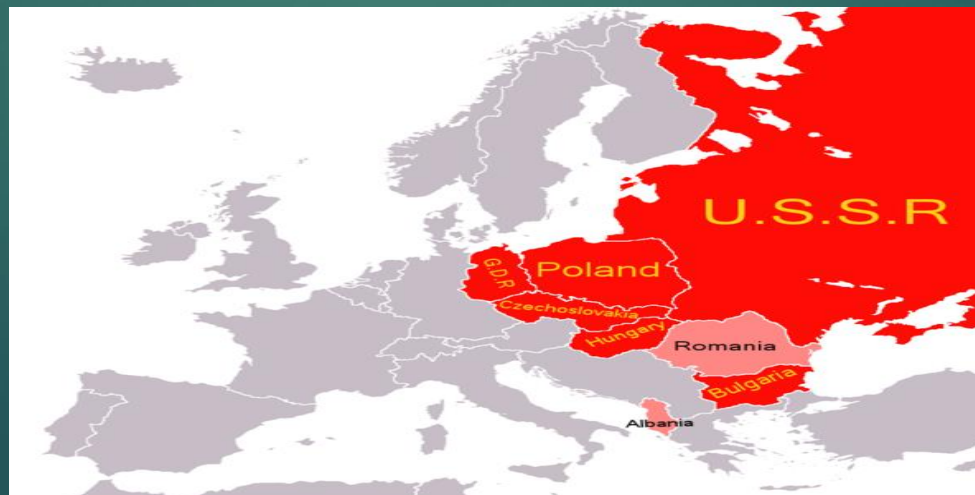 U.S.S.R
G.D.R
Poland
Czechoslovakia
Hungary
Romania
Bulgaria
Albania